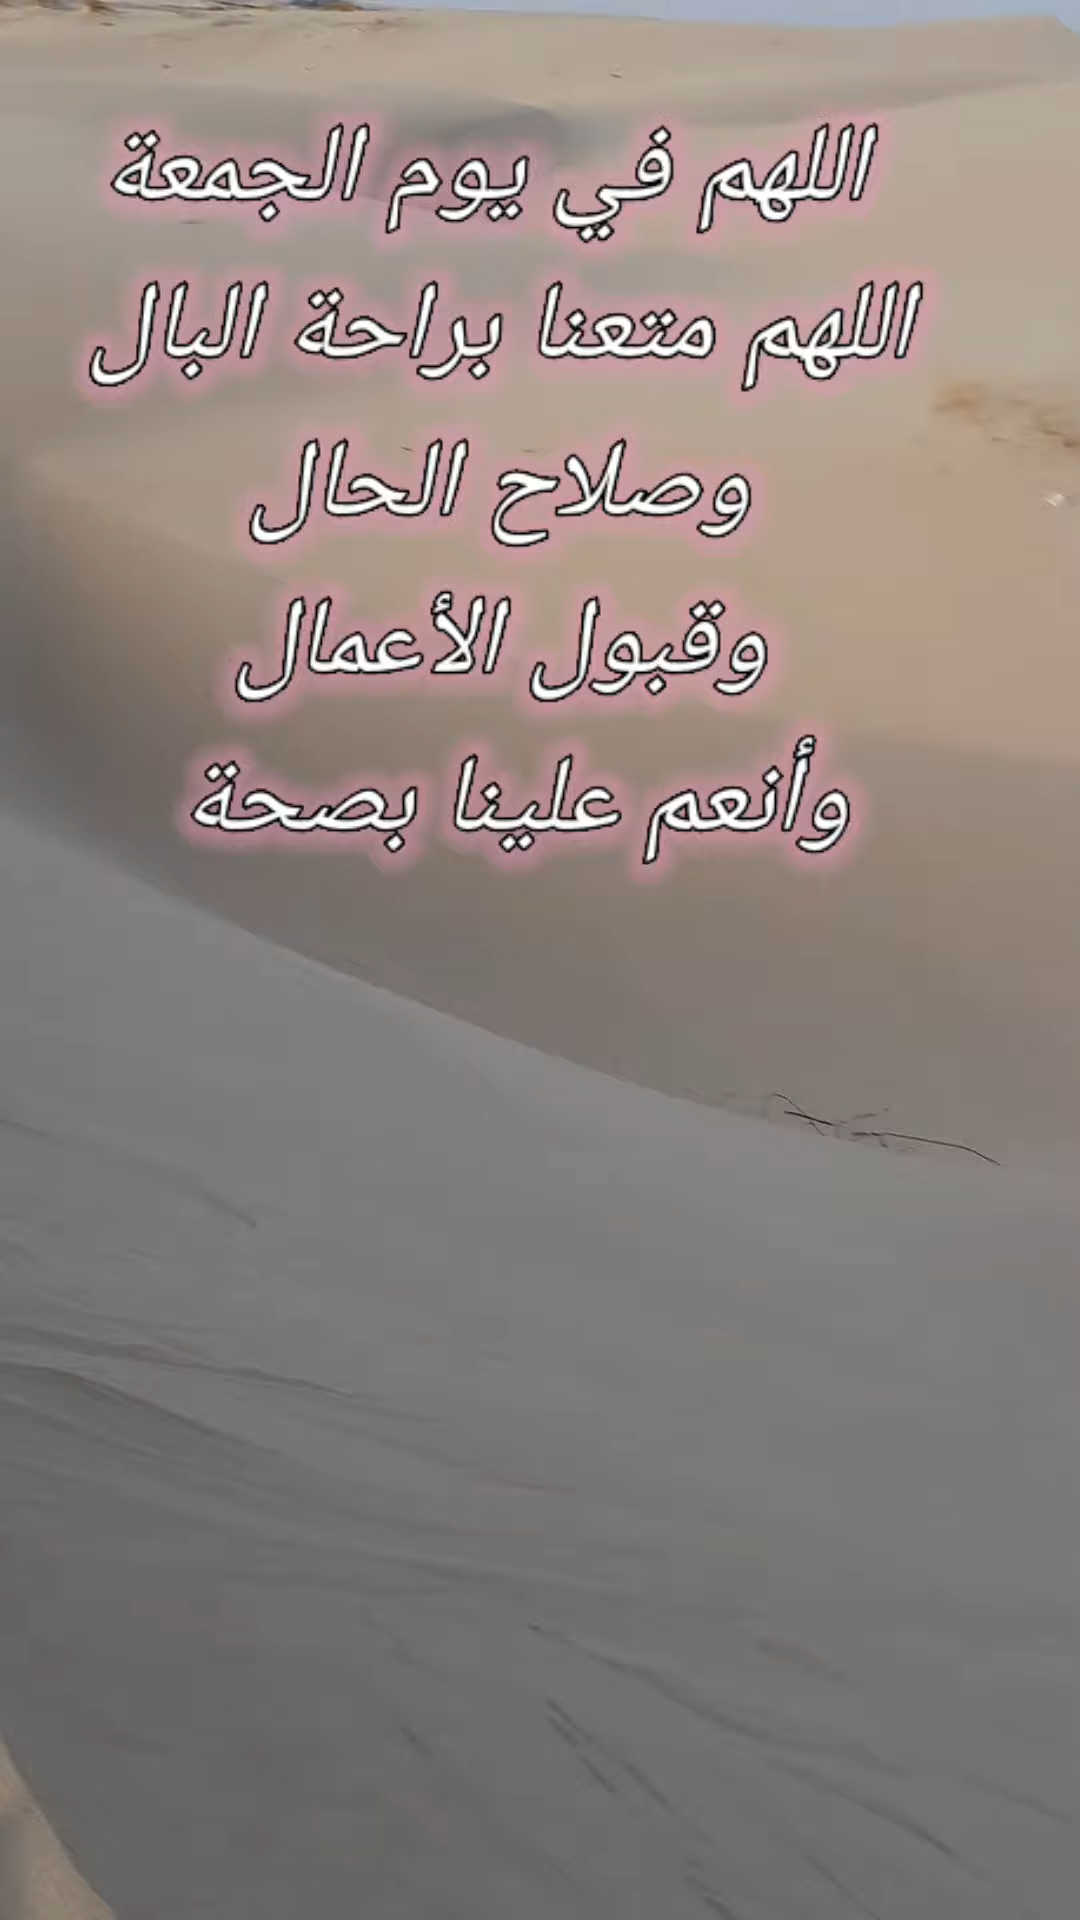 اللهم في يوم الجمعة
اللهم متعنا براحة البال
وصلاح الحال
وقبول الأعمال
وأنعم علينا بصحة